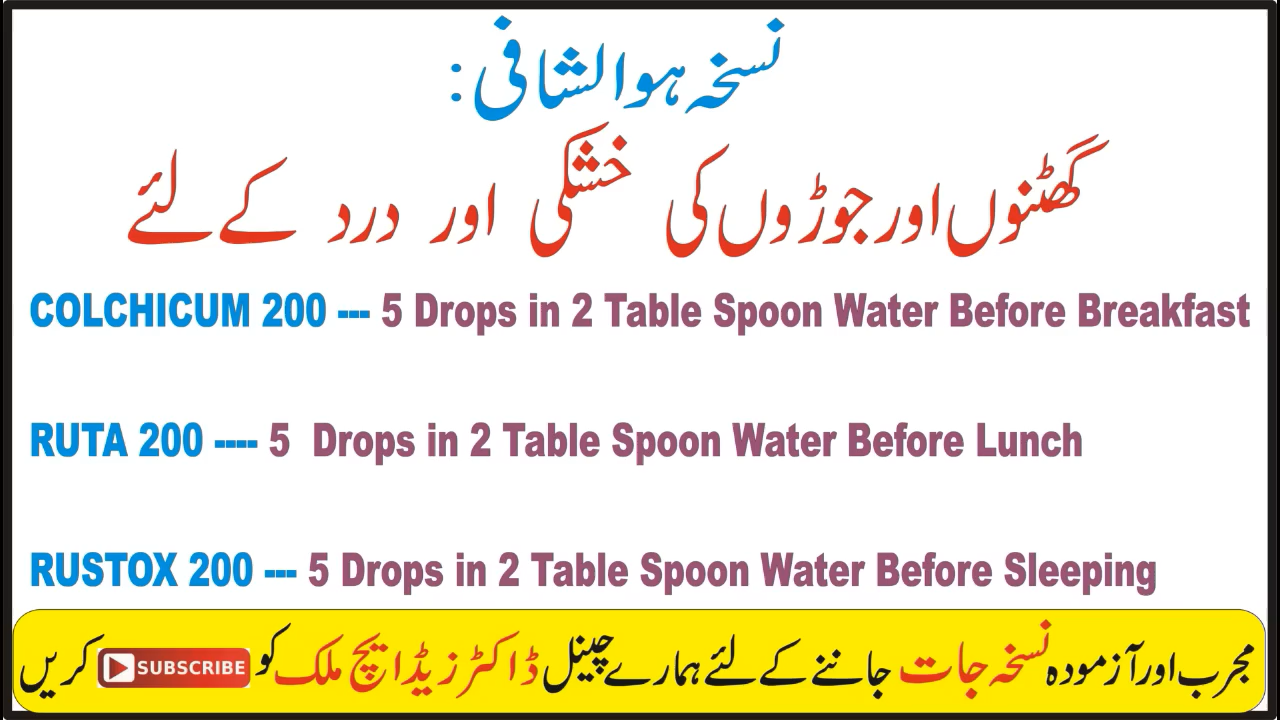 نسخہ ہوالشافی:
گھٹنوں اور جوڑوں کی خشکی اور درد کے لئے
COLCHICUM 200 --- 5 Drops in 2 Table Spoon Water Before Breakfast
RUTA 200 ---- 5 Drops in 2 Table Spoon Water Before Lunch
RUSTOX 200 --- 5 Drops in 2 Table Spoon Water Before Sleeping
مجرب اور آزمودہ نسخہ جات جاننے کے لئے ہمارے چینل ڈاکٹر زیڈ ایچ ملک کو SUBSCRIBE کریں